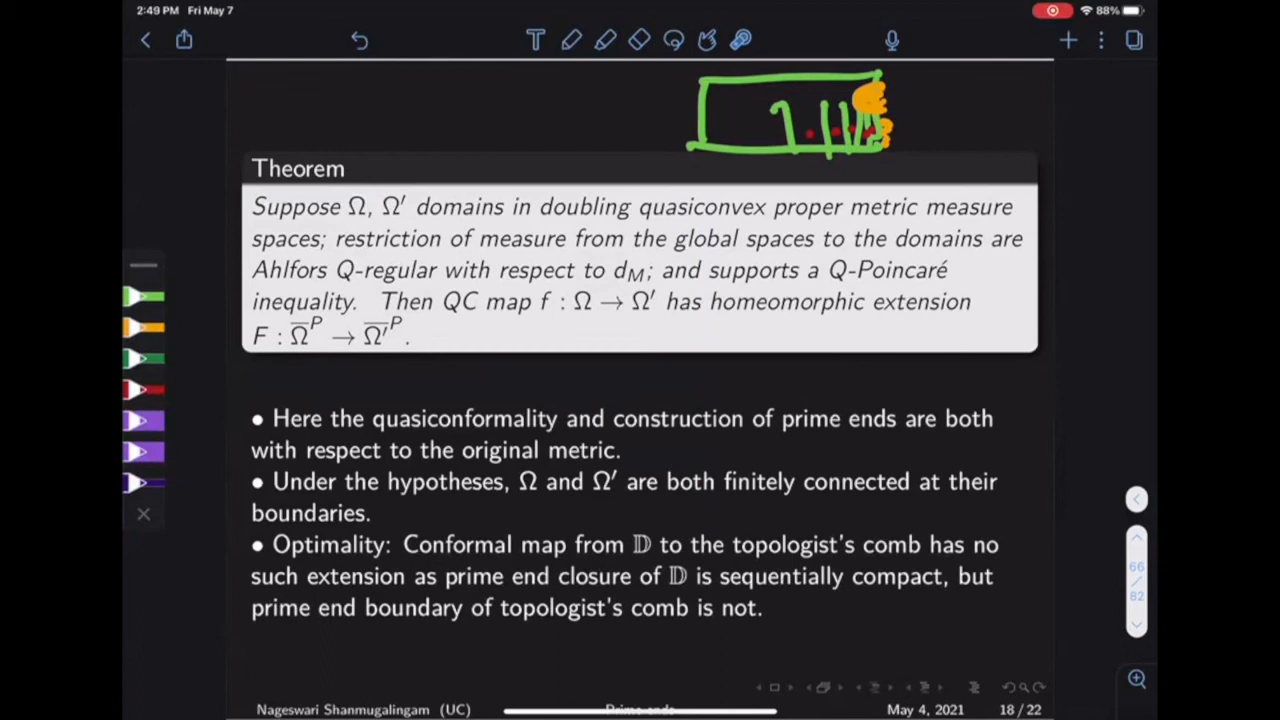 2:49 PM Fri May 7
88%
Theorem
Suppose Ω, Ω′ domains in doubling quasiconvex proper metric measure
spaces; restriction of measure from the global spaces to the domains are
Ahlfors Q-regular with respect to d_M; and supports a Q-Poincaré
inequality. Then QC map f : Ω → Ω′ has homeomorphic extension
F : Ω̅^P → Ω̅′^P.
• Here the quasiconformality and construction of prime ends are both
with respect to the original metric.
• Under the hypotheses, Ω and Ω′ are both finitely connected at their
boundaries.
• Optimality: Conformal map from 𝔻 to the topologist's comb has no
such extension as prime end closure of 𝔻 is sequentially compact, but
prime end boundary of topologist's comb is not.
66
/
82
Nageswari Shanmugalingam (UC) Prime ends May 4, 2021 18 / 22